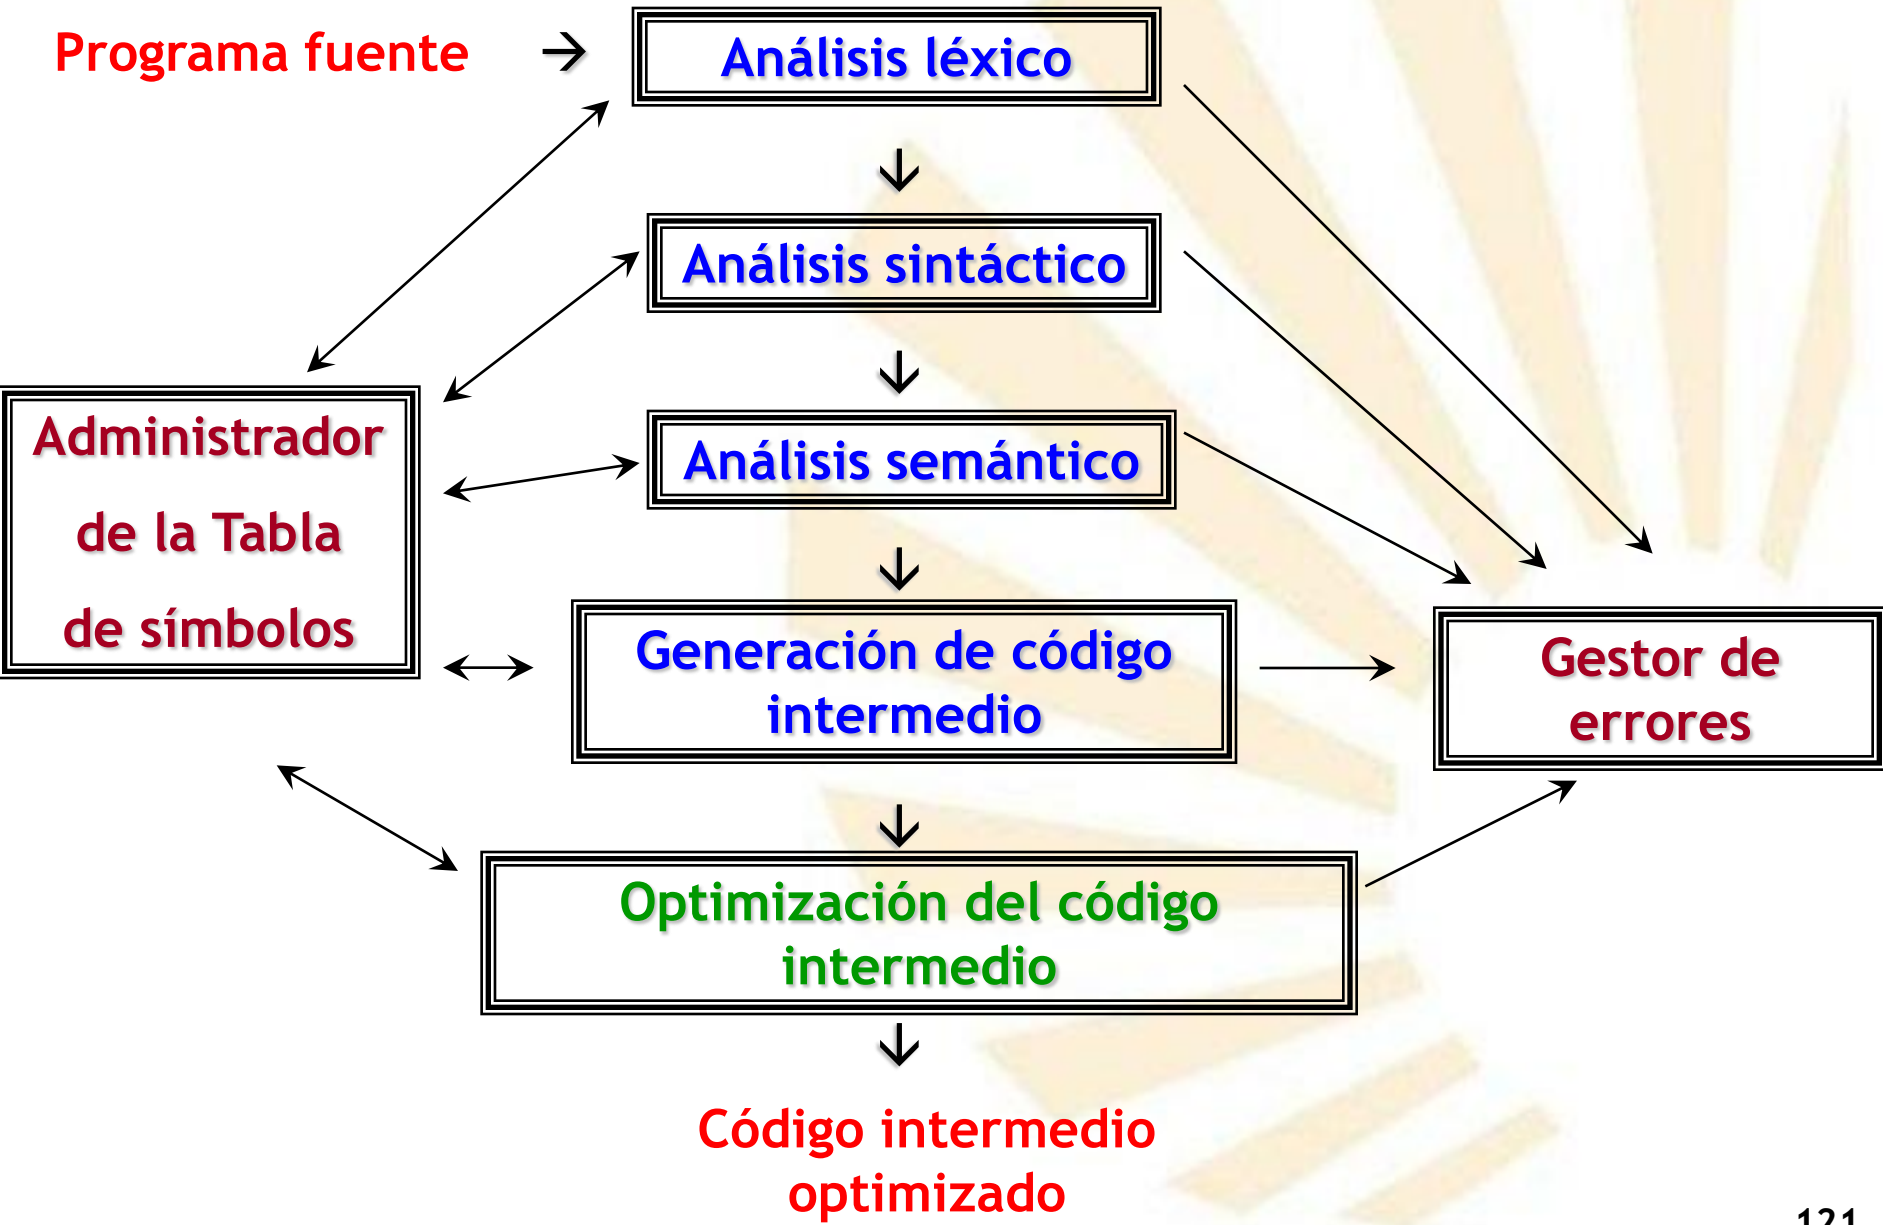 Programa fuente →
Análisis léxico
↓
Análisis sintáctico
↓
Análisis semántico
↓
Administrador
de la Tabla
de símbolos
Generación de código
intermedio
Gestor de
errores
↓
Optimización del código
intermedio
↓
Código intermedio
optimizado
121